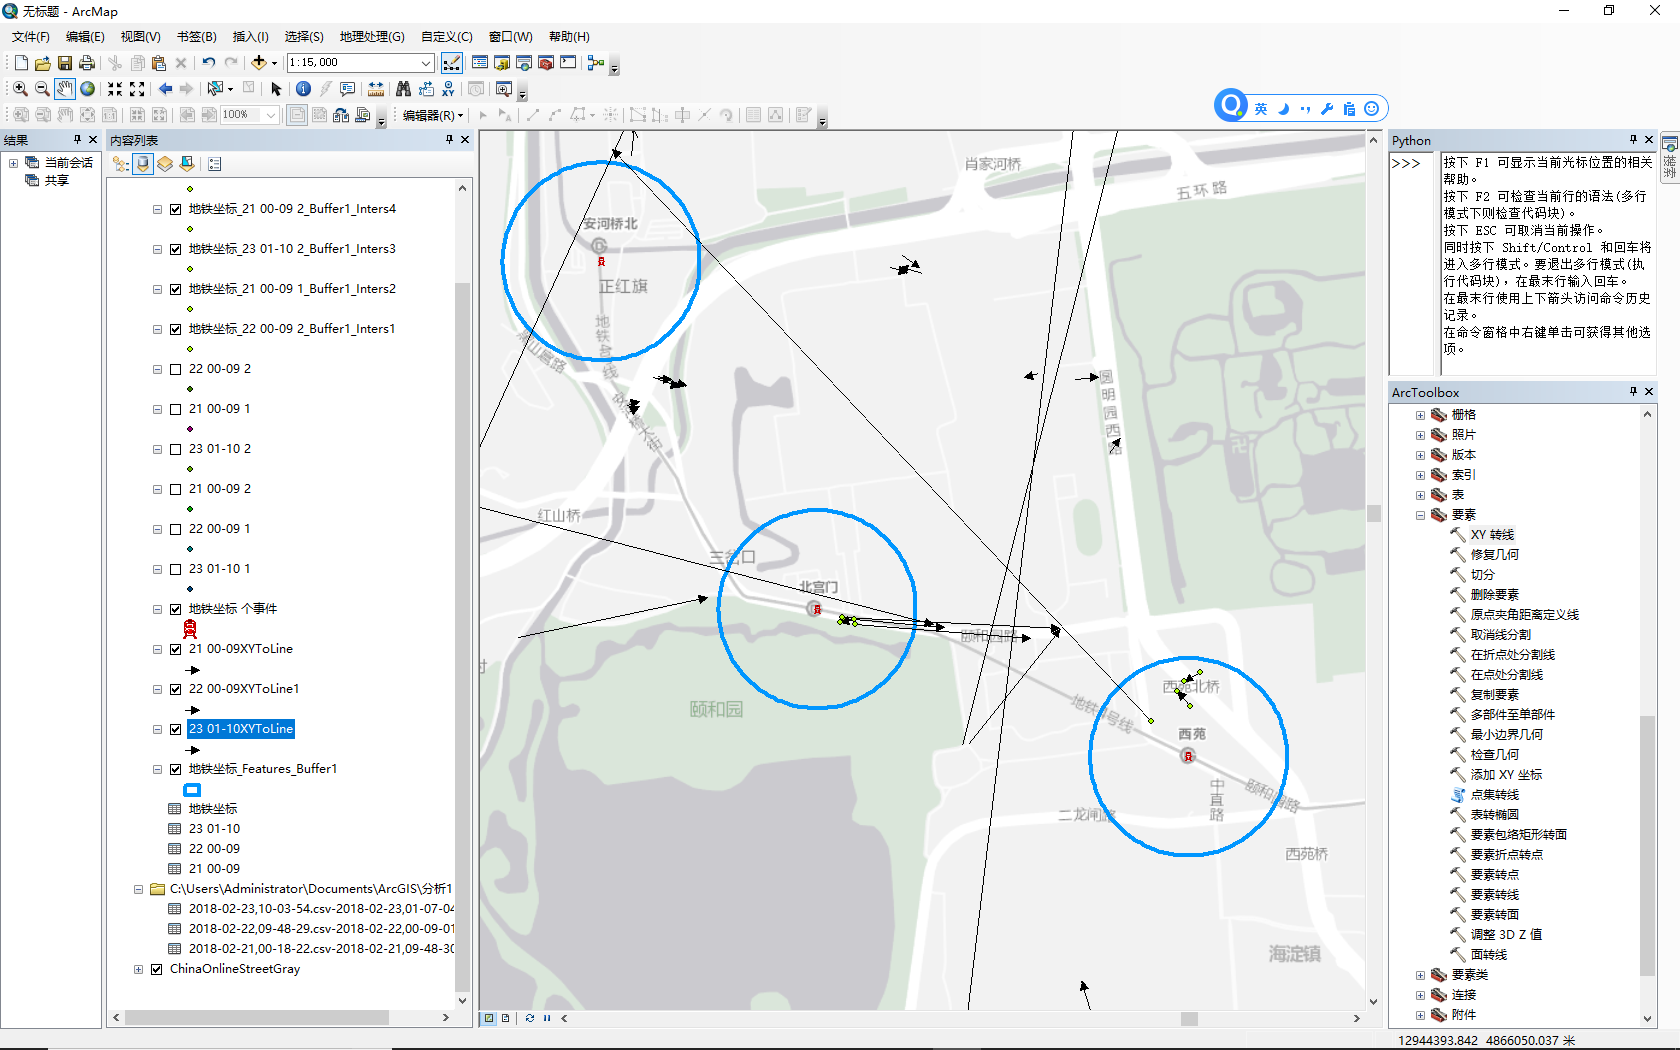 无标题 - ArcMap
文件(F) 编辑(E) 视图(V) 书签(B) 插入(I) 选择(S) 地理处理(G) 自定义(C) 窗口(W) 帮助(H)
1:15,000
100% 编辑器(R)
英
结果
当前会话
共享
内容列表
地铁坐标_21 00-09 2_Buffer1_Inters4
地铁坐标_23 01-10 2_Buffer1_Inters3
地铁坐标_21 00-09 1_Buffer1_Inters2
地铁坐标_22 00-09 2_Buffer1_Inters1
22 00-09 2
21 00-09 1
23 01-10 2
21 00-09 2
22 00-09 1
23 01-10 1
地铁坐标 个事件
21 00-09XYToLine
22 00-09XYToLine1
23 01-10XYToLine
地铁坐标_Features_Buffer1
地铁坐标
23 01-10
22 00-09
21 00-09
C:\Users\Administrator\Documents\ArcGIS\分析1
2018-02-23,10-03-54.csv-2018-02-23,01-07-04
2018-02-22,09-48-29.csv-2018-02-22,00-09-01
2018-02-21,00-18-22.csv-2018-02-21,09-48-30
ChinaOnlineStreetGray
肖家河桥
五环路
安河桥北
正红旗
地铁4号线
黑山扈路
圆明园西路
红山桥
三岔口
北宫门
颐和园路
颐和园
西苑北桥
地铁4号线
西苑
中直路
颐和园路
二龙闸路
西苑桥
海淀镇
村
Python
>>>
按下 F1 可显示当前光标位置的相关
帮助。
按下 F2 可检查当前行的语法(多行
模式下则检查代码块)。
按下 ESC 可取消当前操作。
同时按下 Shift/Control 和回车将
进入多行模式。要退出多行模式(执
行代码块), 在最末行输入回车。
在最末行使用上下箭头访问命令历史
记录。
在命令窗格中右键单击可获得其他选
项。
ArcToolbox
栅格
照片
版本
索引
表
要素
XY 转线
修复几何
切分
删除要素
原点夹角距离定义线
取消线分割
在折点处分割线
在点处分割线
复制要素
多部件至单部件
最小边界几何
检查几何
添加 XY 坐标
点集转线
表转椭圆
要素包络矩形转面
要素折点转点
要素转点
要素转线
要素转面
调整 3D Z 值
面转线
要素类
连接
附件
12944393.842 4866050.037 米